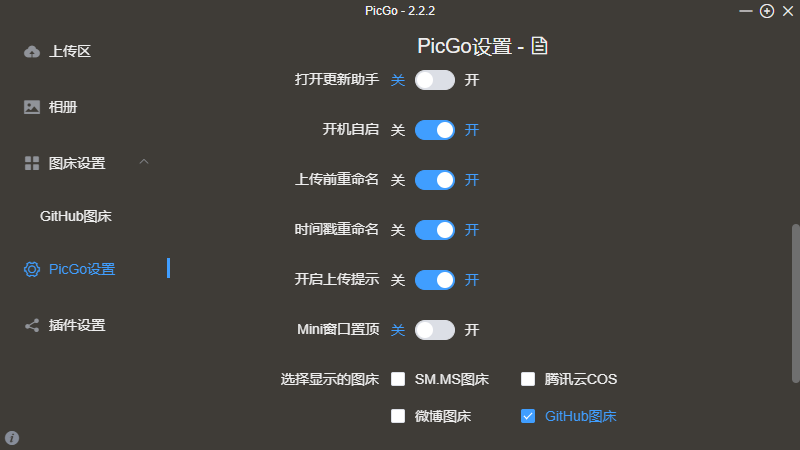 PicGo - 2.2.2
上传区
相册
图床设置
GitHub图床
PicGo设置
插件设置
PicGo设置 -
打开更新助手 关 开
开机自启 关 开
上传前重命名 关 开
时间戳重命名 关 开
开启上传提示 关 开
Mini窗口置顶 关 开
选择显示的图床 SM.MS图床 腾讯云COS
微博图床 GitHub图床